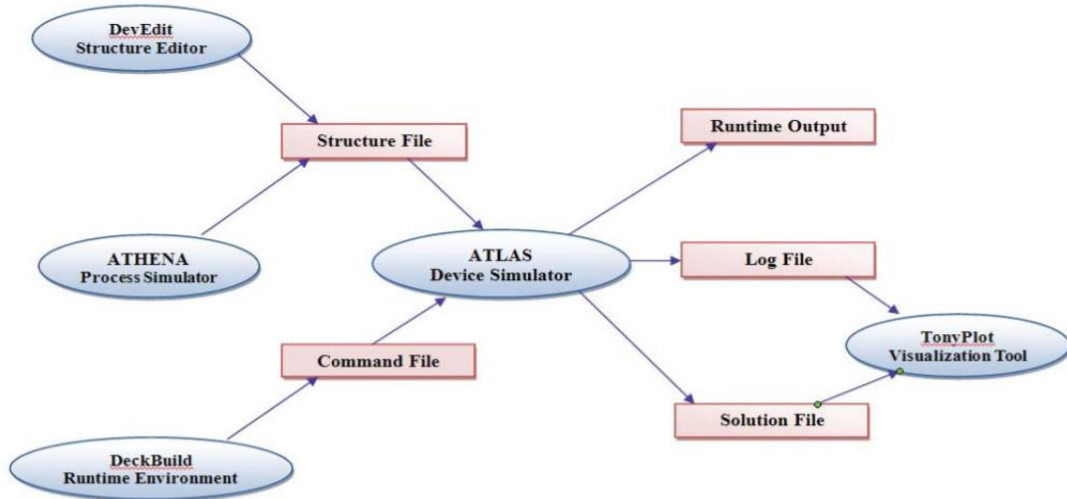 DevEdit
Structure Editor
Structure File
Runtime Output
ATHENA
Process Simulator
ATLAS
Device Simulator
Log File
Command File
TonyPlot
Visualization Tool
Solution File
DeckBuild
Runtime Environment